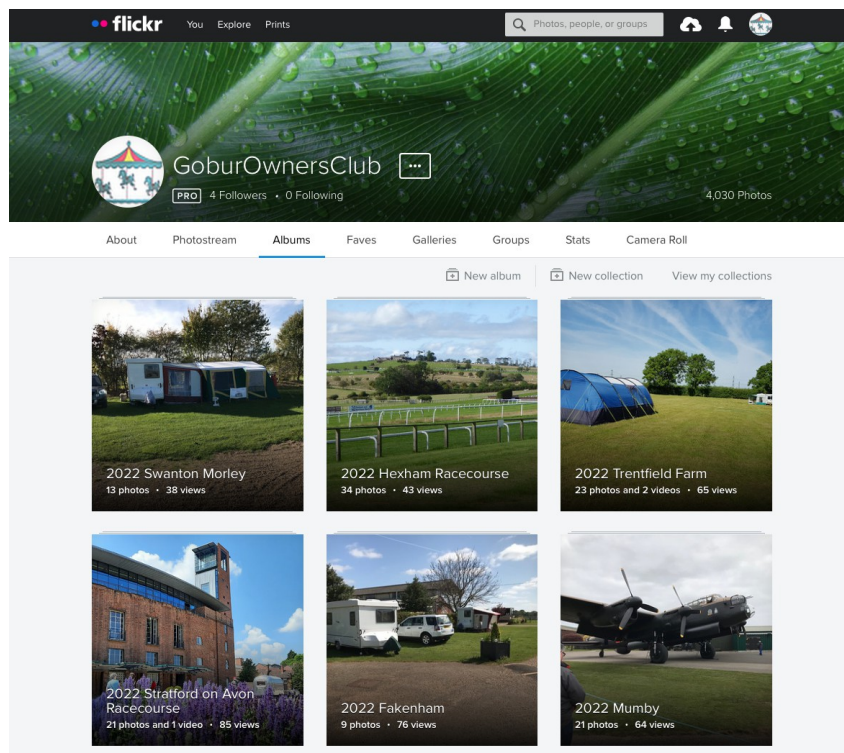 flickr You Explore Prints Photos, people, or groups
GoburOwnersClub ...
PRO 4 Followers • 0 Following 4,030 Photos
About Photostream Albums Faves Galleries Groups Stats Camera Roll
New album New collection View my collections
2022 Swanton Morley
13 photos • 38 views
2022 Hexham Racecourse
34 photos • 43 views
2022 Trentfield Farm
23 photos and 2 videos • 65 views
2022 Stratford on Avon
Racecourse
21 photos and 1 video • 85 views
2022 Fakenham
9 photos • 76 views
2022 Mumby
21 photos • 64 views